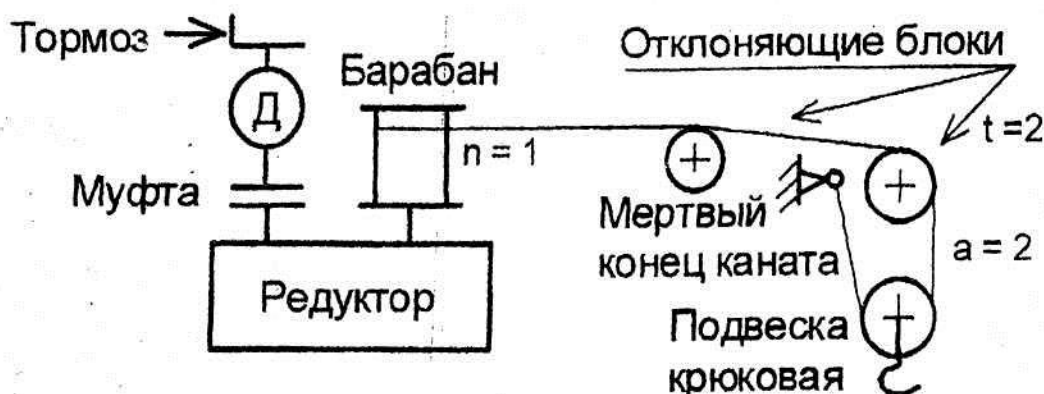 Тормоз
Отклоняющие блоки
Барабан
Д
n = 1
t =2
Муфта
Мертвый
конец каната
a = 2
Редуктор
Подвеска
крюковая